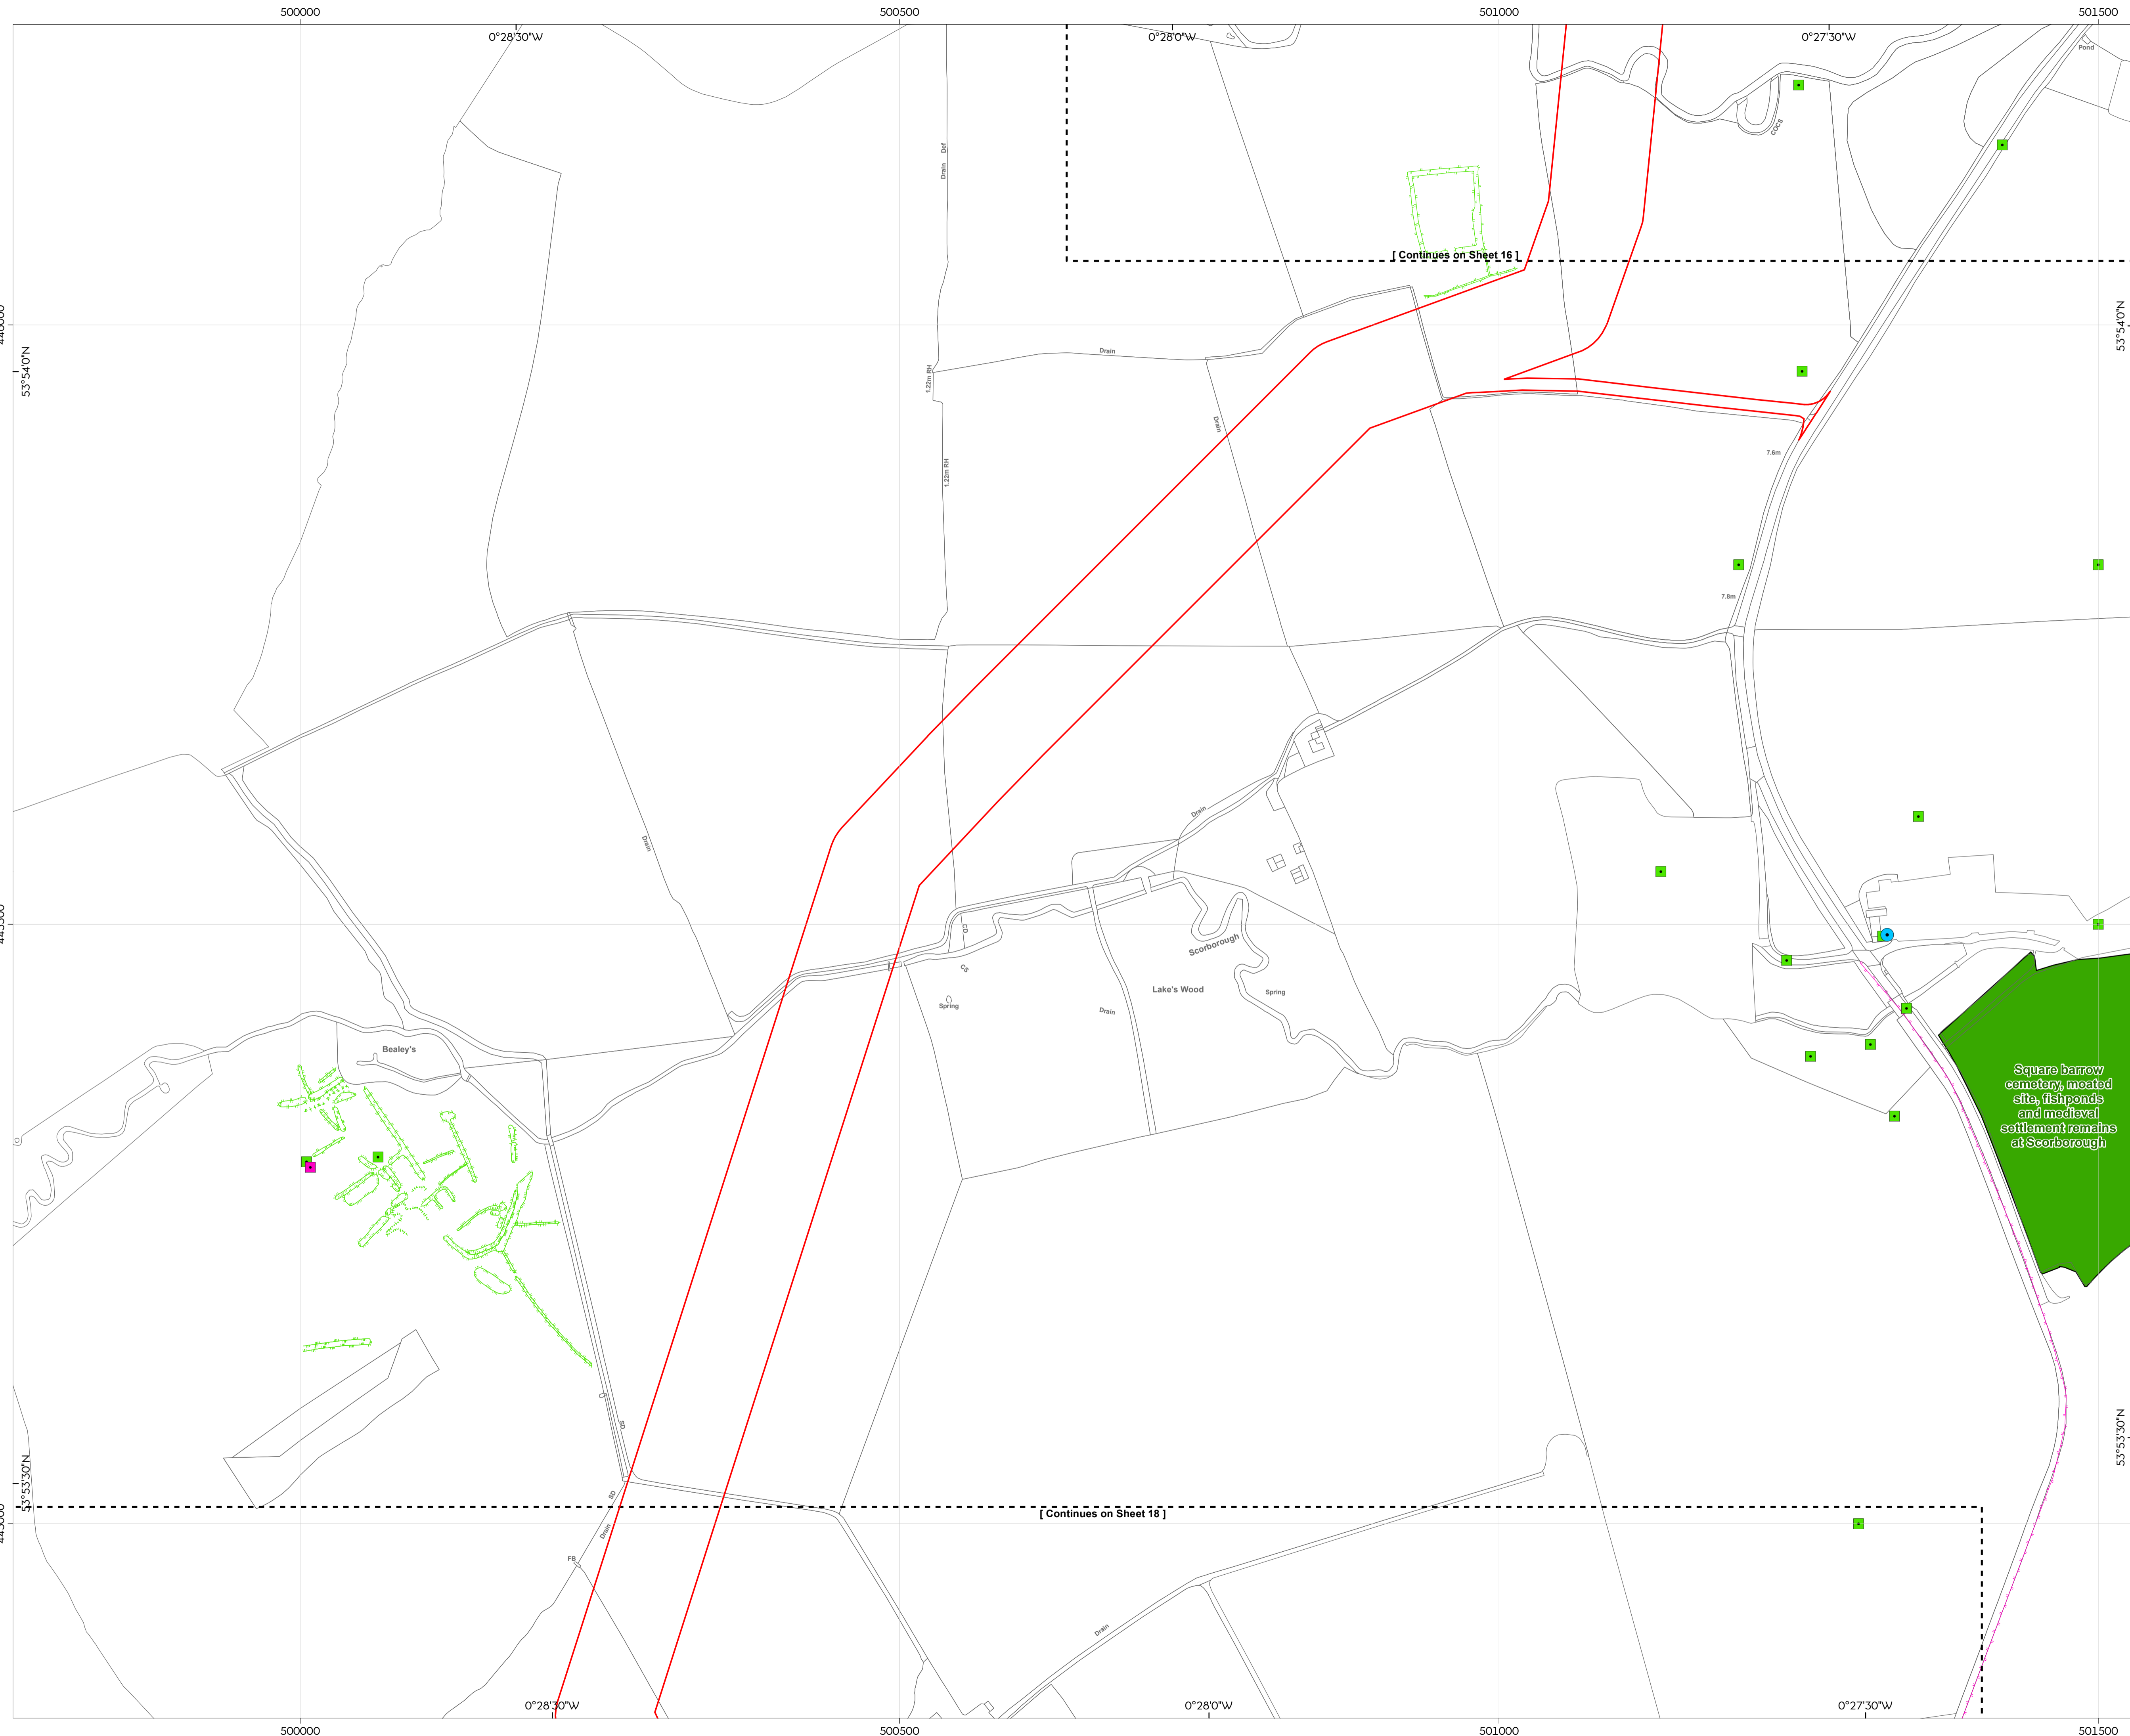 500000
500500
501000
501500
0°28'30"W
0°28'0"W
0°27'30"W
Pond
COCS
Drain Def
[ Continues on Sheet 16 ]
53°54'0"N
53°54'0"N
Drain
1.22m RH
Drain
1.22m RH
7.6m
7.8m
Drain
Drain
CD
CS
Scorborough
Lake's Wood
Spring
Spring
Drain
Bealey's
Square barrow
cemetery, moated
site, fishponds
and medieval
settlement remains
at Scorborough
SD
53°53'30"N
53°53'30"N
SD
[ Continues on Sheet 18 ]
Drain
FB
Drain
0°28'30"W
0°28'0"W
0°27'30"W
500000
500500
501000
501500